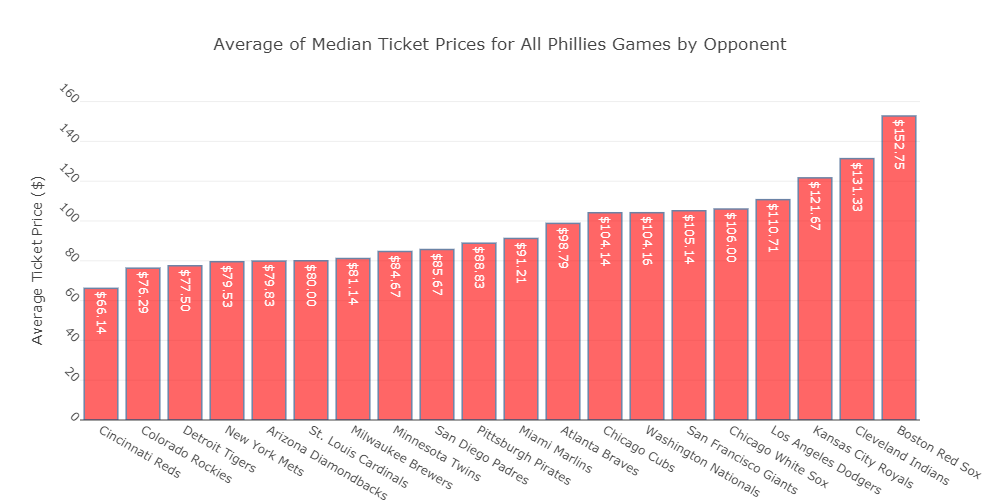 Average of Median Ticket Prices for All Phillies Games by Opponent
Average Ticket Price ($)
160
140
120
100
80
60
40
20
0
$66.14
$76.29
$77.50
$79.53
$79.83
$80.00
$81.14
$84.67
$85.67
$88.83
$91.21
$98.79
$104.14
$104.16
$105.14
$106.00
$110.71
$121.67
$131.33
$152.75
Cincinnati Reds
Colorado Rockies
Detroit Tigers
New York Mets
Arizona Diamondbacks
St. Louis Cardinals
Milwaukee Brewers
Minnesota Twins
San Diego Padres
Pittsburgh Pirates
Miami Marlins
Atlanta Braves
Chicago Cubs
Washington Nationals
San Francisco Giants
Chicago White Sox
Los Angeles Dodgers
Kansas City Royals
Cleveland Indians
Boston Red Sox